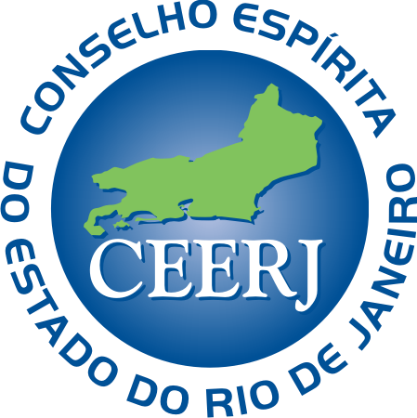 CONSELHO ESPÍRITA
DO ESTADO DO RIO DE JANEIRO
CEERJ